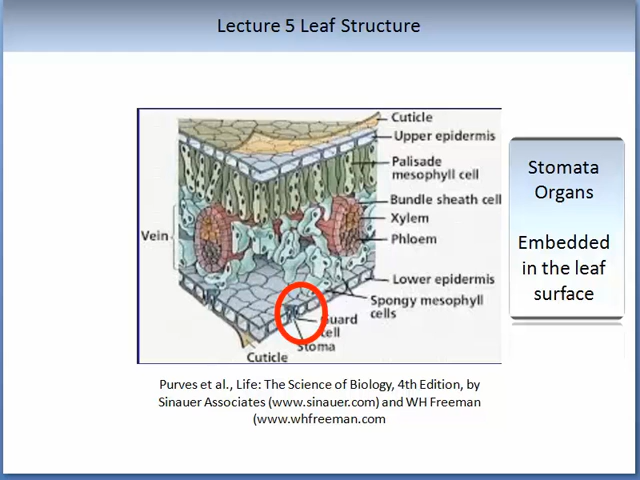 Lecture 5 Leaf Structure
Cuticle
Upper epidermis
Palisade
mesophyll cell
Bundle sheath cell
Xylem
Phloem
Vein
Lower epidermis
Spongy mesophyll
cells
Guard
cell
Stoma
Cuticle
Stomata
Organs
Embedded
in the leaf
surface
Purves et al., Life: The Science of Biology, 4th Edition, by
Sinauer Associates (www.sinauer.com) and WH Freeman
(www.whfreeman.com